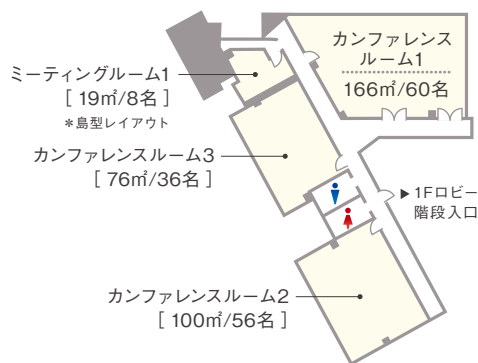 カンファレンス
ルーム1
166㎡/60名
ミーティングルーム1
[ 19㎡/8名 ]
＊島型レイアウト
カンファレンスルーム3
[ 76㎡/36名 ]
▶1Fロビー
階段入口
カンファレンスルーム2
[ 100㎡/56名 ]